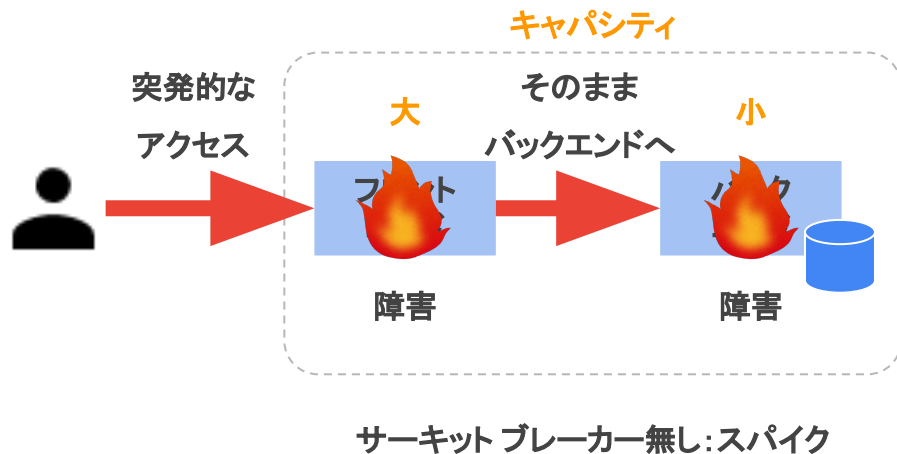 キャパシティ
突発的な
アクセス
大
そのまま
バックエンドへ
小
障害
障害
サーキット ブレーカー無し：スパイク